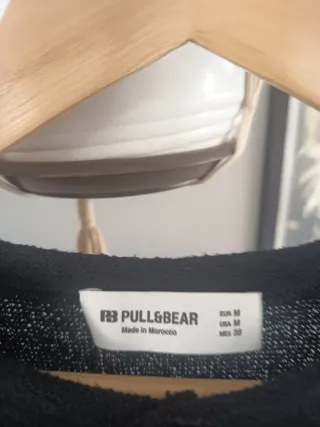 PB PULL&BEAR
Made in Morocco
EUR M
USA M
MEX 38